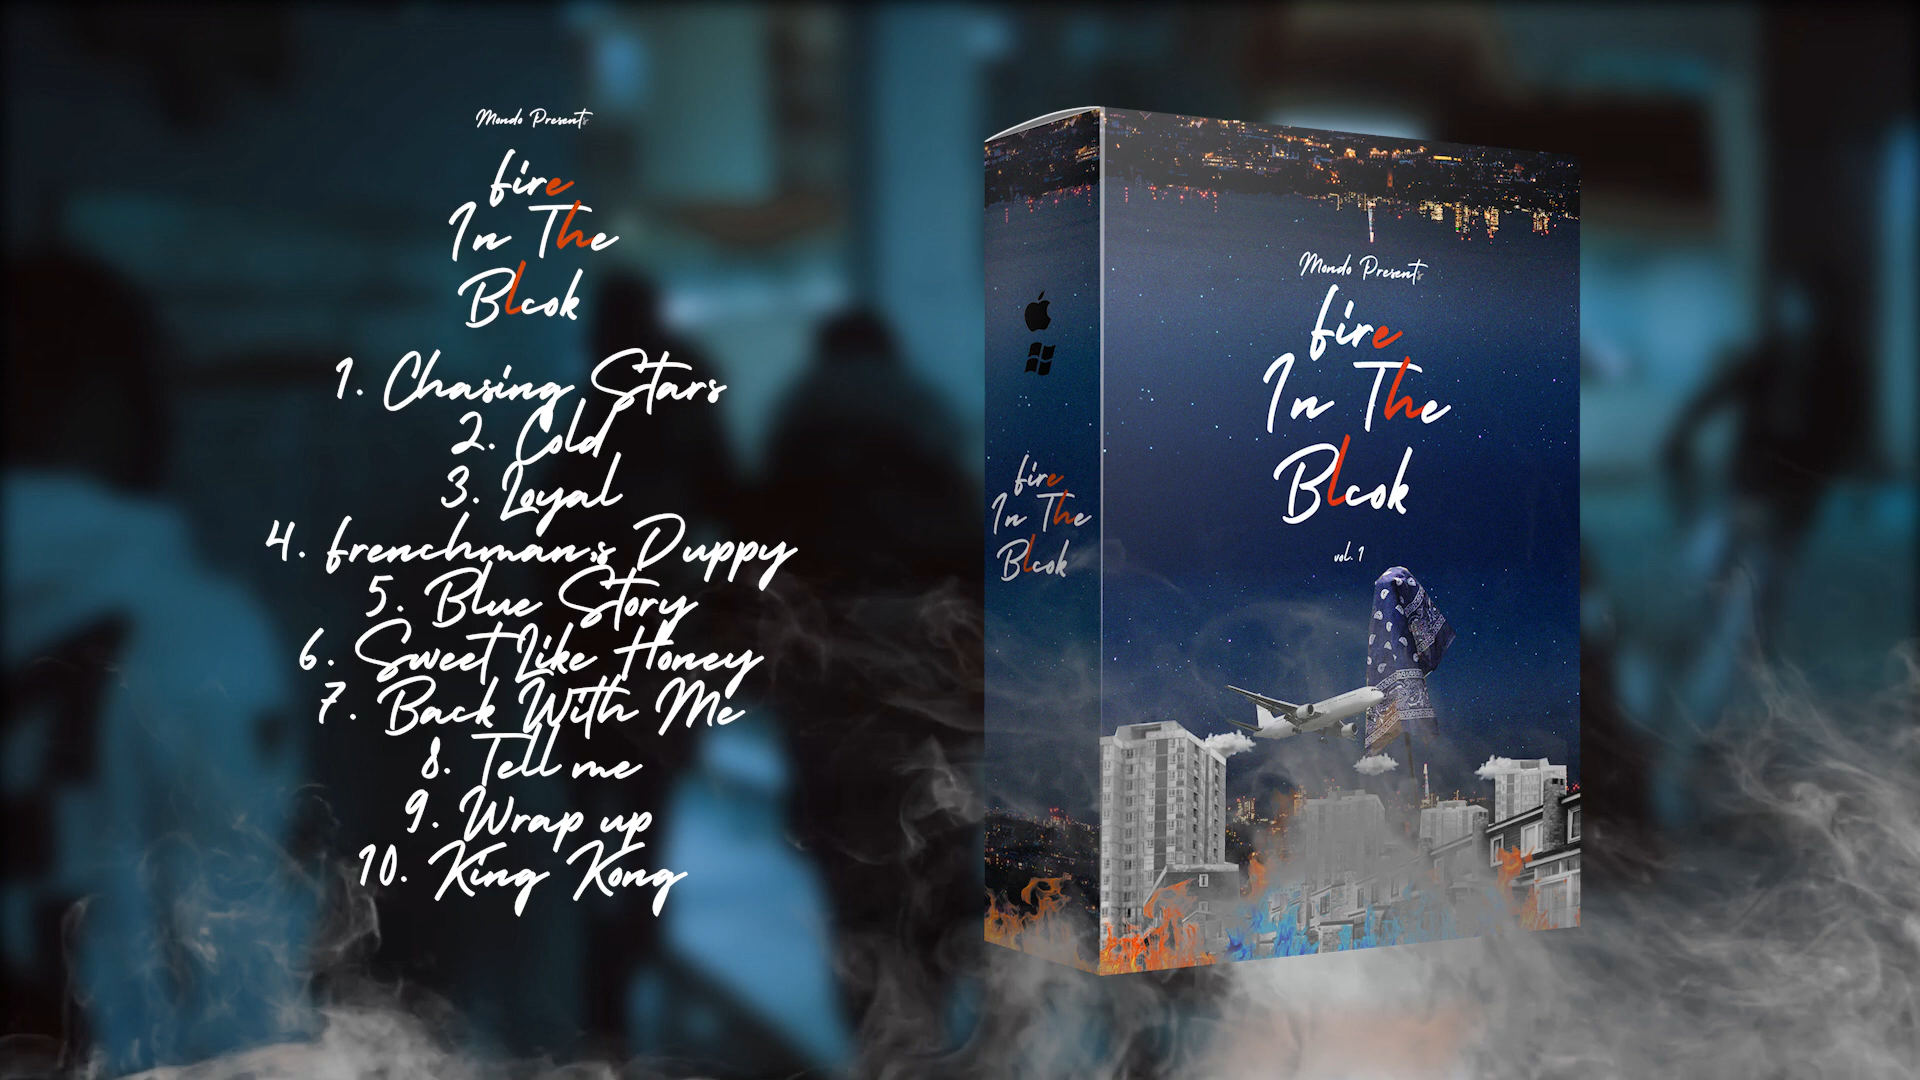 Mondo Presents
fire
In The
Blcok
1. Chasing Stars
2. Cold
3. Loyal
4. frenchman;s Duppy
5. Blue Story
6. Sweet Like Honey
7. Back With Me
8. Tell me
9. Wrap up
10. King Kong
fire
In The
Blcok
Mondo Presents
fire
In The
Blcok
vol. 1